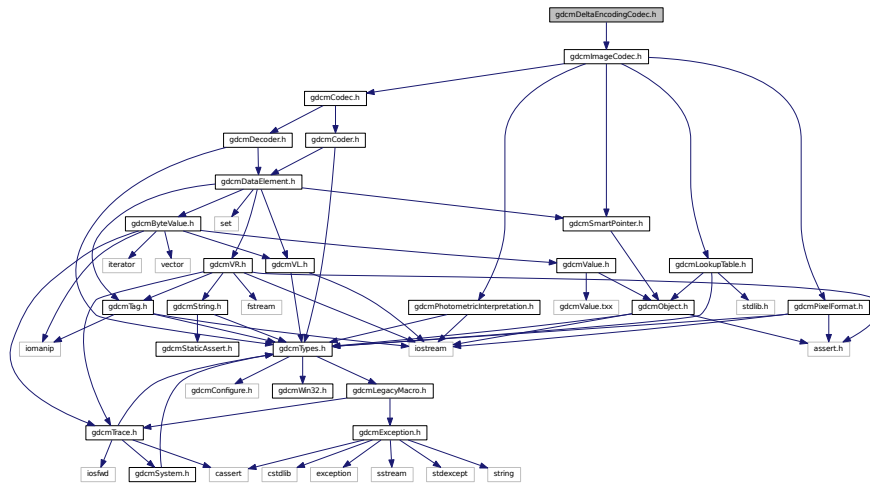 gdcmDeltaEncodingCodec.h
gdcmImageCodec.h
gdcmCodec.h
gdcmDecoder.h
gdcmCoder.h
gdcmDataElement.h
gdcmByteValue.h
set
gdcmSmartPointer.h
iterator
vector
gdcmVR.h
gdcmVL.h
gdcmValue.h
gdcmLookupTable.h
gdcmTag.h
gdcmString.h
fstream
gdcmPhotometricInterpretation.h
gdcmValue.txx
gdcmObject.h
stdlib.h
gdcmPixelFormat.h
iomanip
gdcmStaticAssert.h
gdcmTypes.h
iostream
assert.h
gdcmConfigure.h
gdcmWin32.h
gdcmLegacyMacro.h
gdcmTrace.h
gdcmException.h
iosfwd
gdcmSystem.h
cassert
cstdlib
exception
sstream
stdexcept
string